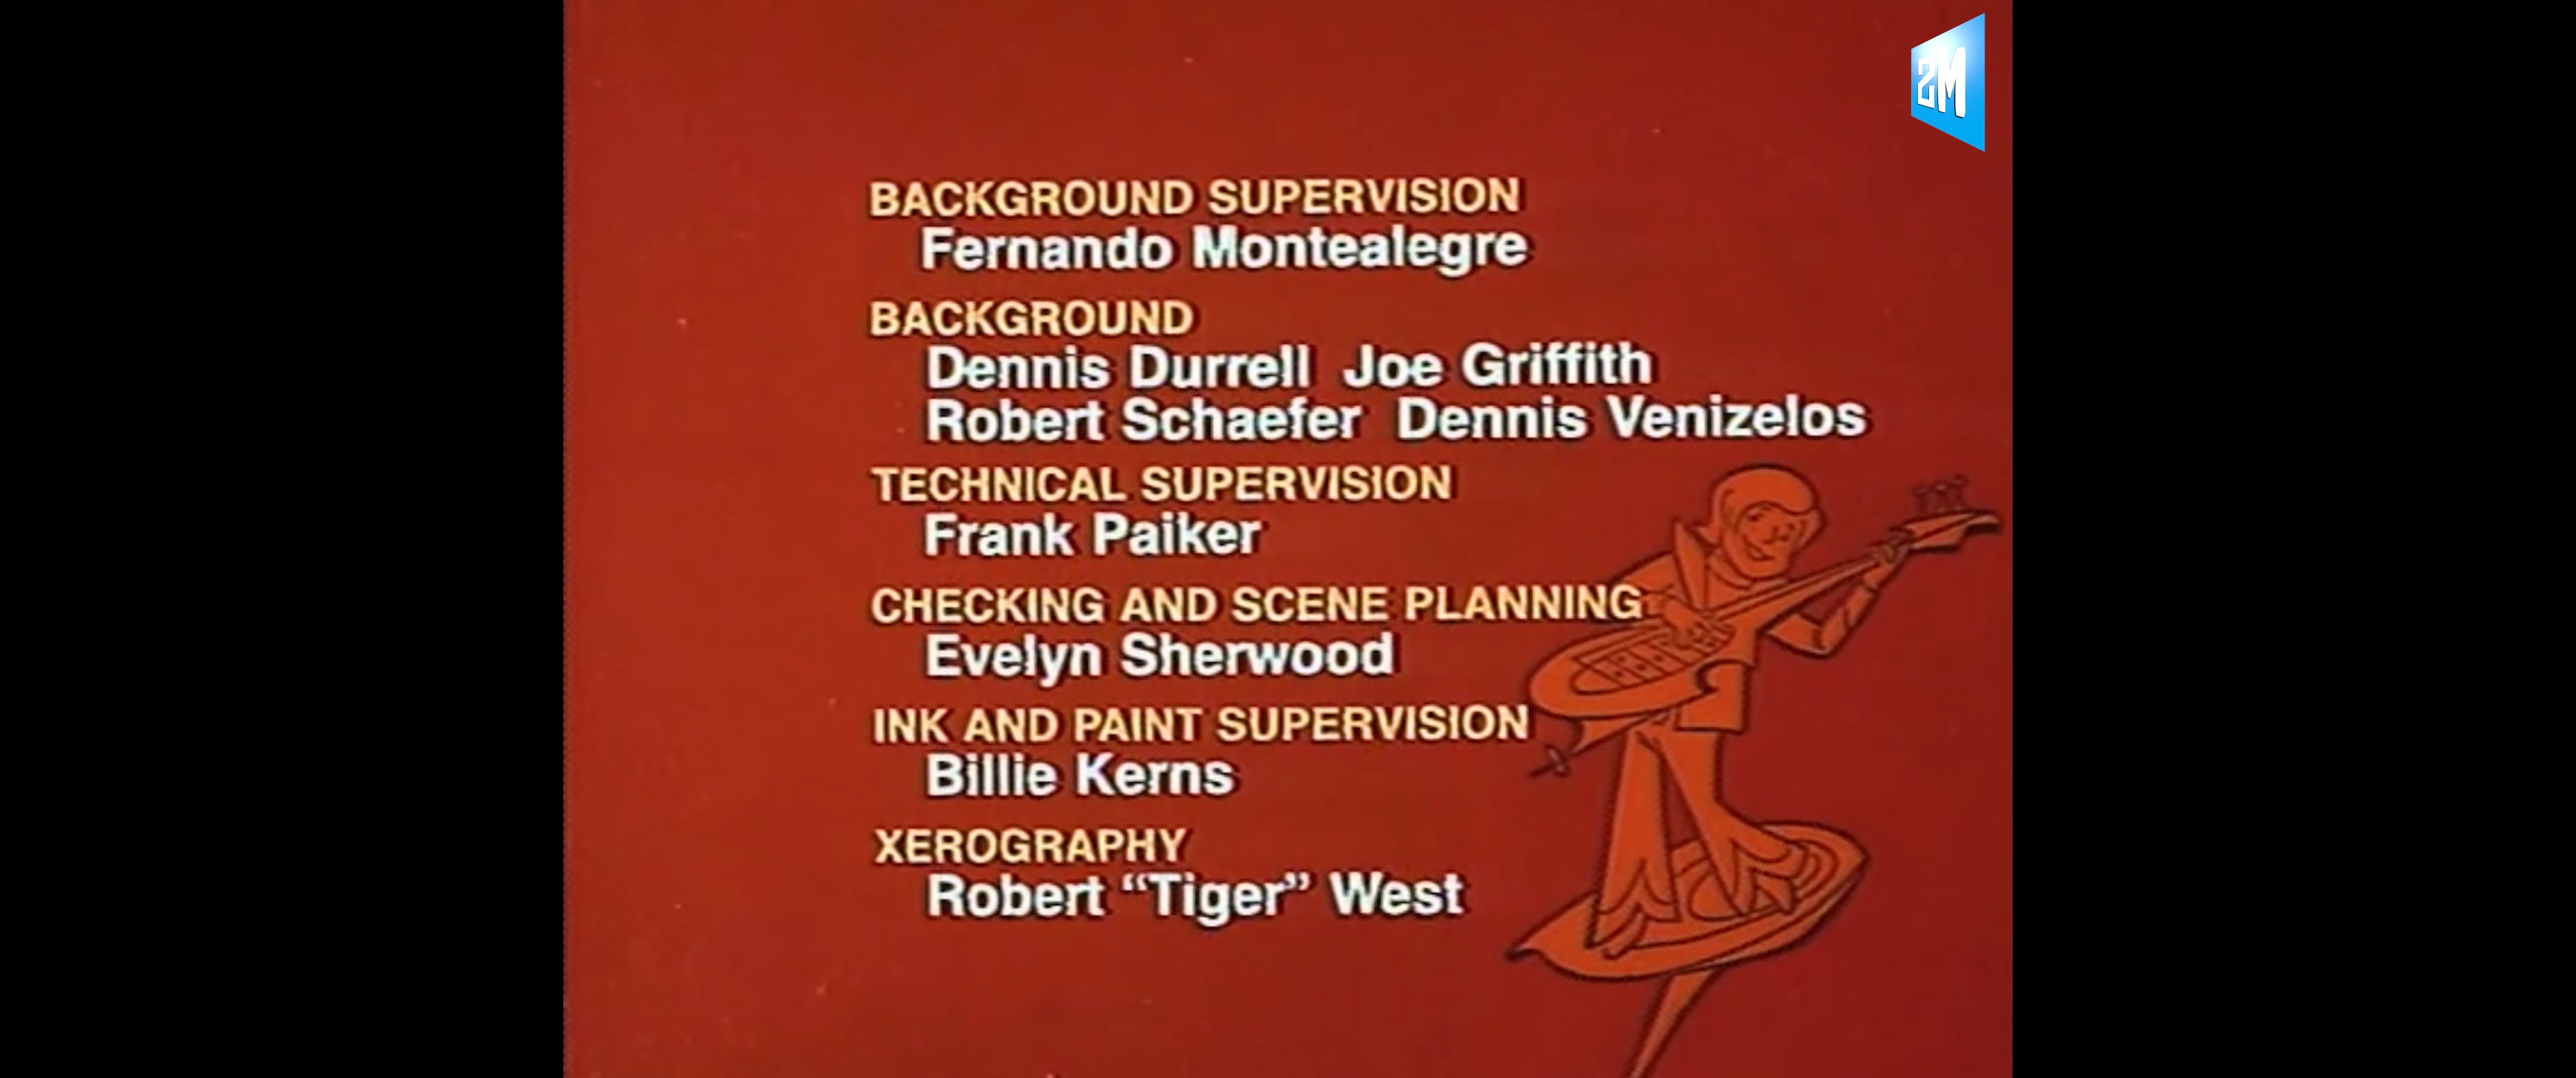 2M
BACKGROUND SUPERVISION
Fernando Montealegre
BACKGROUND
Dennis Durrell Joe Griffith
Robert Schaefer Dennis Venizelos
TECHNICAL SUPERVISION
Frank Paiker
CHECKING AND SCENE PLANNING
Evelyn Sherwood
INK AND PAINT SUPERVISION
Billie Kerns
XEROGRAPHY
Robert “Tiger” West